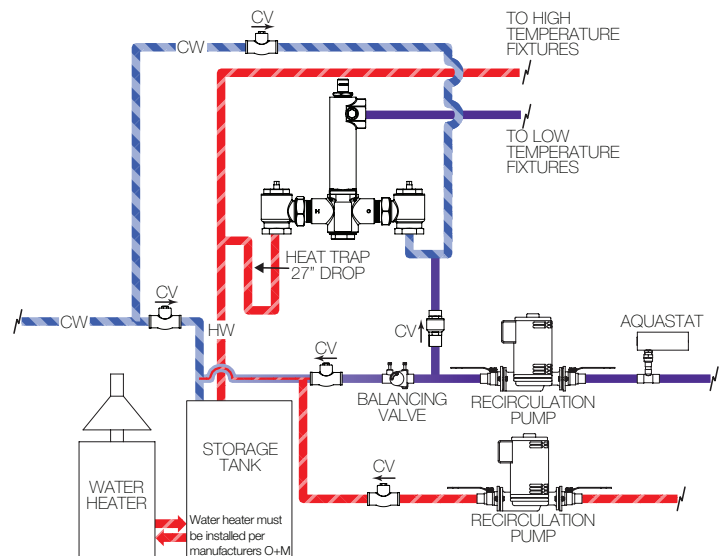 CV
CW
TO HIGH
TEMPERATURE
FIXTURES
TO LOW
TEMPERATURE
FIXTURES
H
C
HEAT TRAP
27" DROP
CV
CW
HW
CV
CV
AQUASTAT
BALANCING
VALVE
RECIRCULATION
PUMP
STORAGE
TANK
WATER
HEATER
Water heater must
be installed per
manufacturers O+M
CV
RECIRCULATION
PUMP